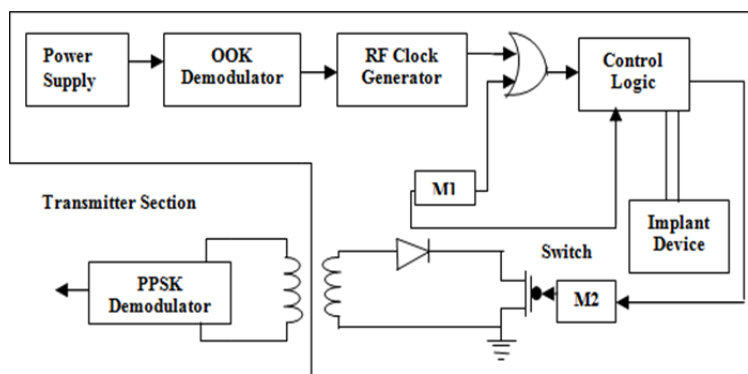 Power
Supply
OOK
Demodulator
RF Clock
Generator
Control
Logic
M1
Transmitter Section
Implant
Device
Switch
PPSK
Demodulator
M2